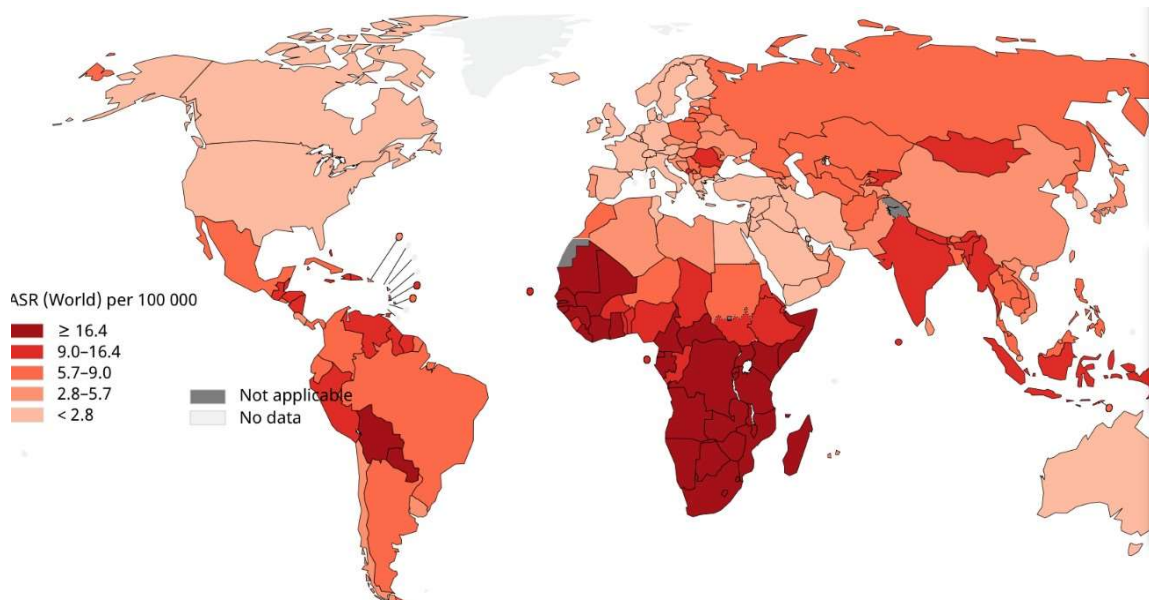 ASR (World) per 100 000
≥ 16.4
9.0–16.4
5.7–9.0
2.8–5.7
< 2.8
Not applicable
No data